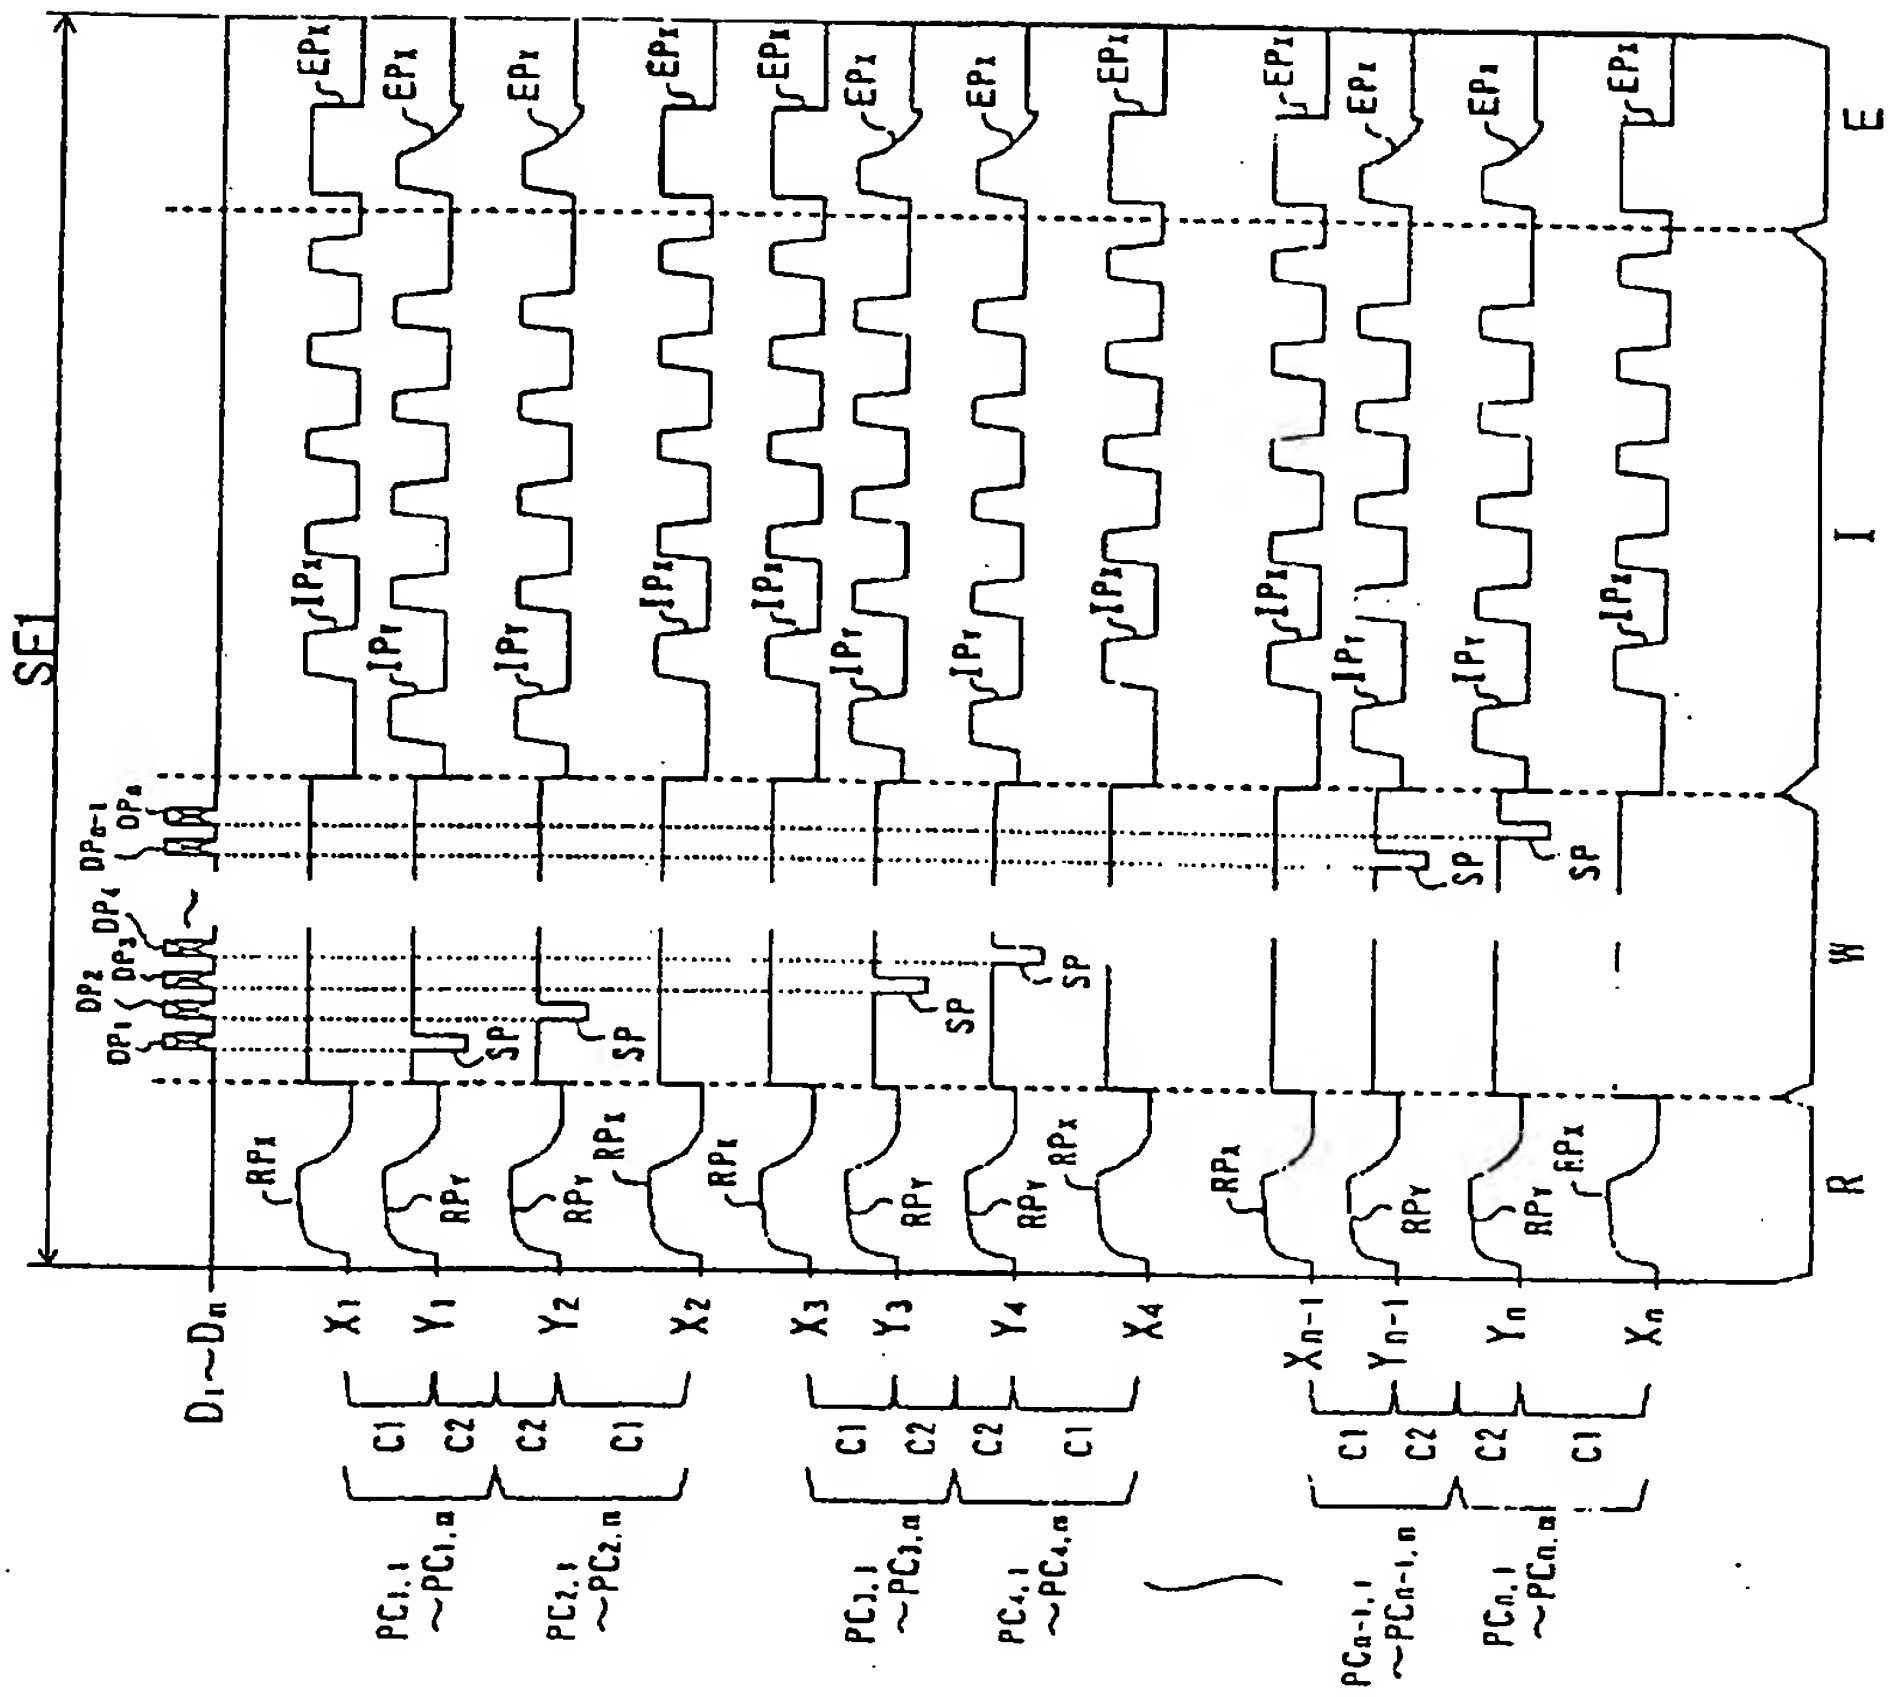 SF1
D1~Dn DP1 DP2 DP3 DP4 ~ DPn-1 DPn
X1 RPX IPX EPX
Y1 RPY SP IPY EPX
Y2 RPY SP IPY EPX
X2 RPX IPX EPX
X3 RPX IPX EPX
Y3 RPY SP IPY EPX
Y4 RPY SP IPY EPX
X4 RPX IPX EPX
Xn-1 RPX IPX EPX
Yn-1 RPY SP IPY EPX
Yn RPY SP IPY EPX
Xn RPX IPX EPX
R W I E
C1 C2 C2 C1
C1 C2 C2 C1
C1 C2 C2 C1
PC1,1
~PC1,n
PC2,1
~PC2,n
PC3,1
~PC3,n
PC4,1
~PC4,n
PCn-1,1
~PCn-1,n
PCn,1
~PCn,n